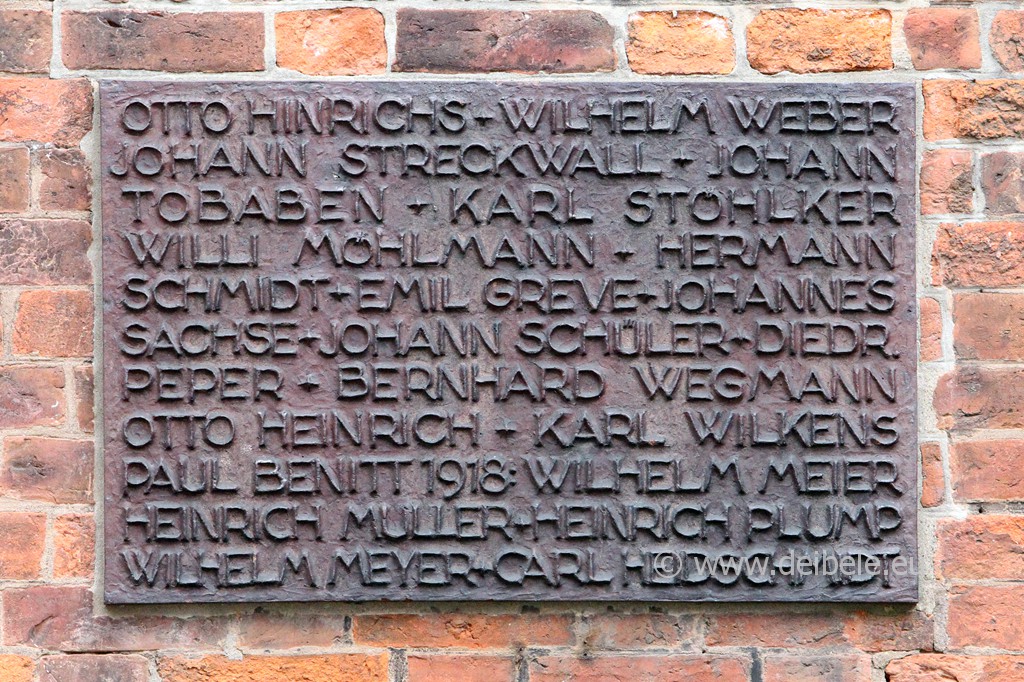 OTTO HINRICHS + WILHELM WEBER
JOHANN STRECKWALL + JOHANN
TOBABEN + KARL STÖHLKER
WILLI MÖHLMANN + HERMANN
SCHMIDT + EMIL GREVE + JOHANNES
SACHSE + JOHANN SCHÜLER + DIEDR.
PEPER + BERNHARD WEGMANN
OTTO HEINRICH + KARL WILKENS
PAUL BENITT 1918: WILHELM MEIER
HEINRICH MULLER + HEINRICH PLUMP
WILHELM MEYER + CARL
© www.deibele.eu